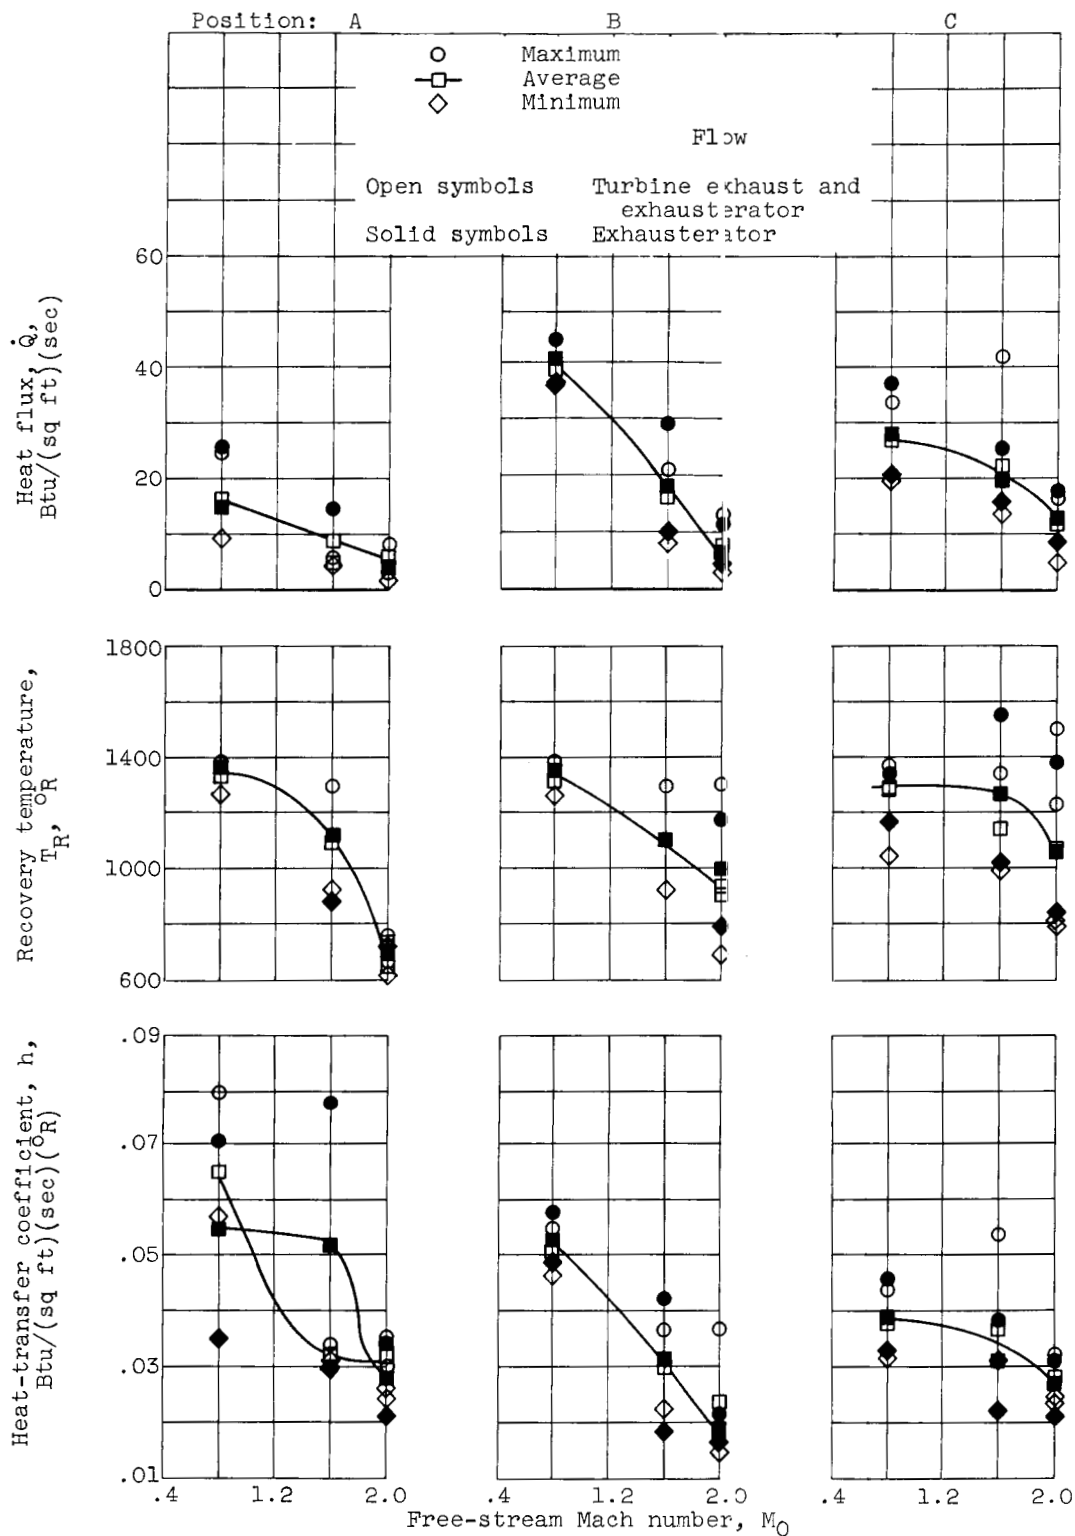 Position: A B C
Maximum
Average
Minimum
Flow
Open symbols Turbine exhaust and
exhausterator
Solid symbols Exhausterator
Heat flux, Q̇,
Btu/(sq ft)(sec)
60
40
20
0
Recovery temperature,
T_R, °R
1800
1400
1000
600
Heat-transfer coefficient, h,
Btu/(sq ft)(sec)(°R)
.09
.07
.05
.03
.01
.4 1.2 2.0 .4 1.2 2.0 .4 1.2 2.0
Free-stream Mach number, M_0